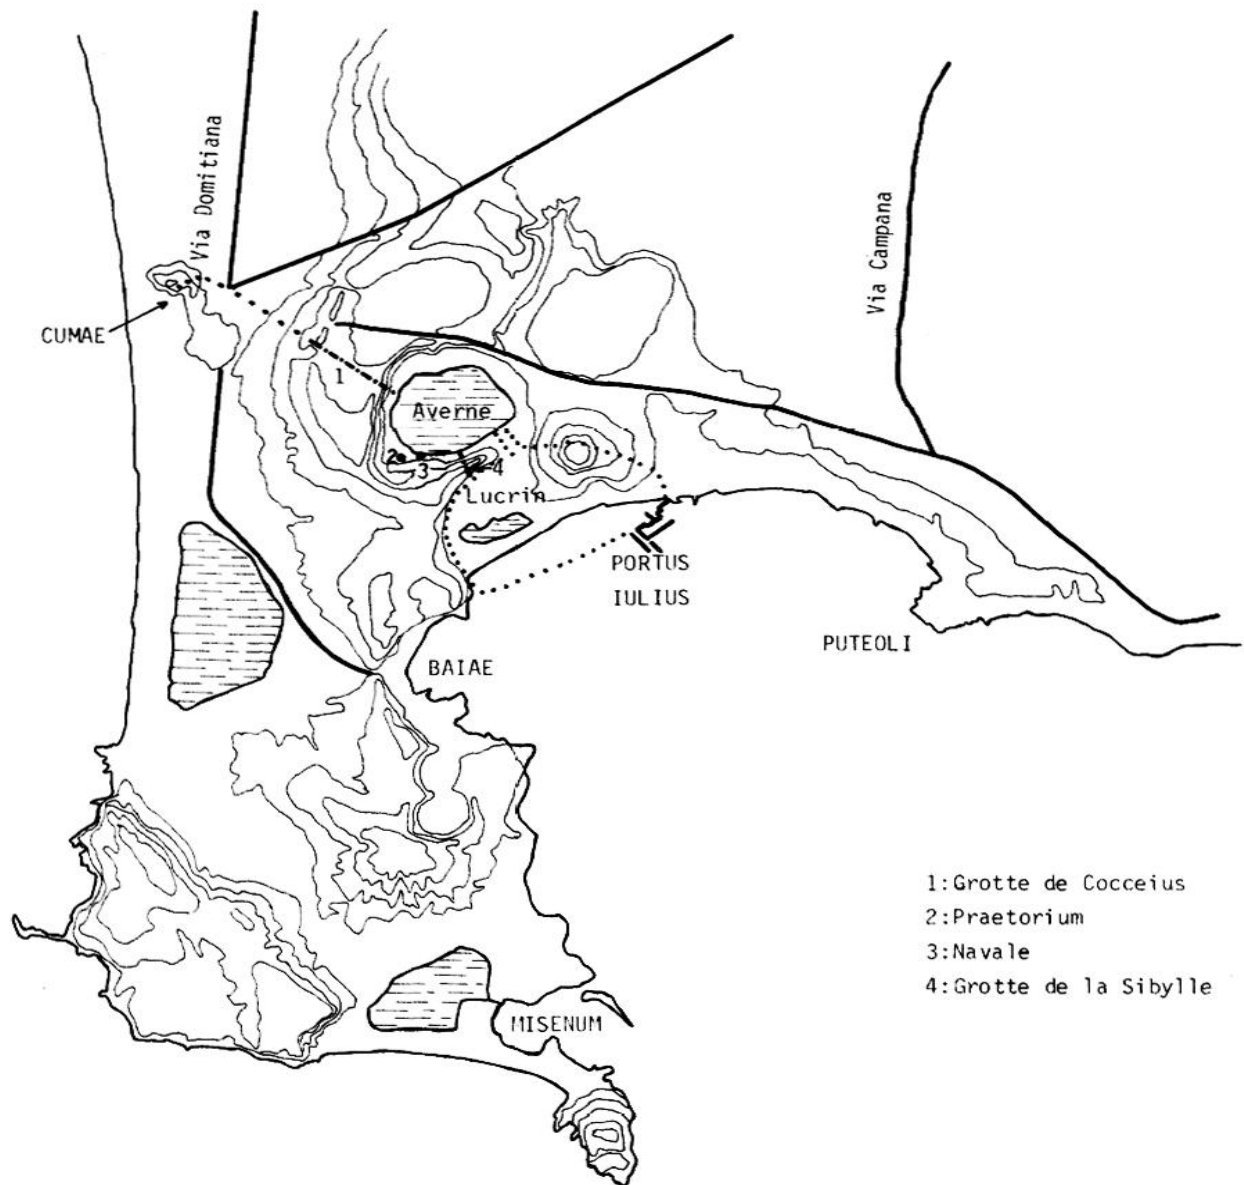 Via Domitiana
Via Campana
CUMAE
1
Averne
2
3
4
Lucrin
PORTUS
IULIUS
PUTEOLI
BAIAE
1:Grotte de Cocceius
2:Praetorium
3:Navale
4:Grotte de la Sibylle
MISENUM